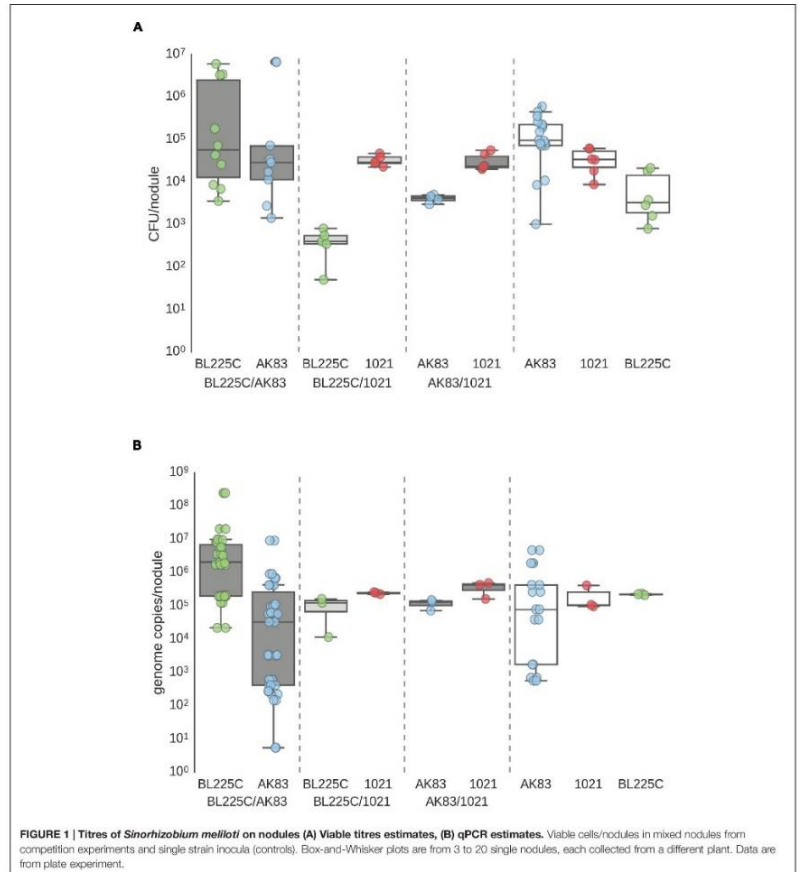 A
10⁷
10⁶
10⁵
10⁴
10³
10²
10¹
10⁰
CFU/nodule
BL225C AK83 BL225C 1021 AK83 1021 AK83 1021 BL225C
BL225C/AK83 BL225C/1021 AK83/1021
B
10⁹
10⁸
10⁷
10⁶
10⁵
10⁴
10³
10²
10¹
10⁰
genome copies/nodule
BL225C AK83 BL225C 1021 AK83 1021 AK83 1021 BL225C
BL225C/AK83 BL225C/1021 AK83/1021
FIGURE 1 | Titres of Sinorhizobium meliloti on nodules (A) Viable titres estimates, (B) qPCR estimates. Viable cells/nodules in mixed nodules from
competition experiments and single strain inocula (controls). Box-and-Whisker plots are from 3 to 20 single nodules, each collected from a different plant. Data are
from plate experiment.